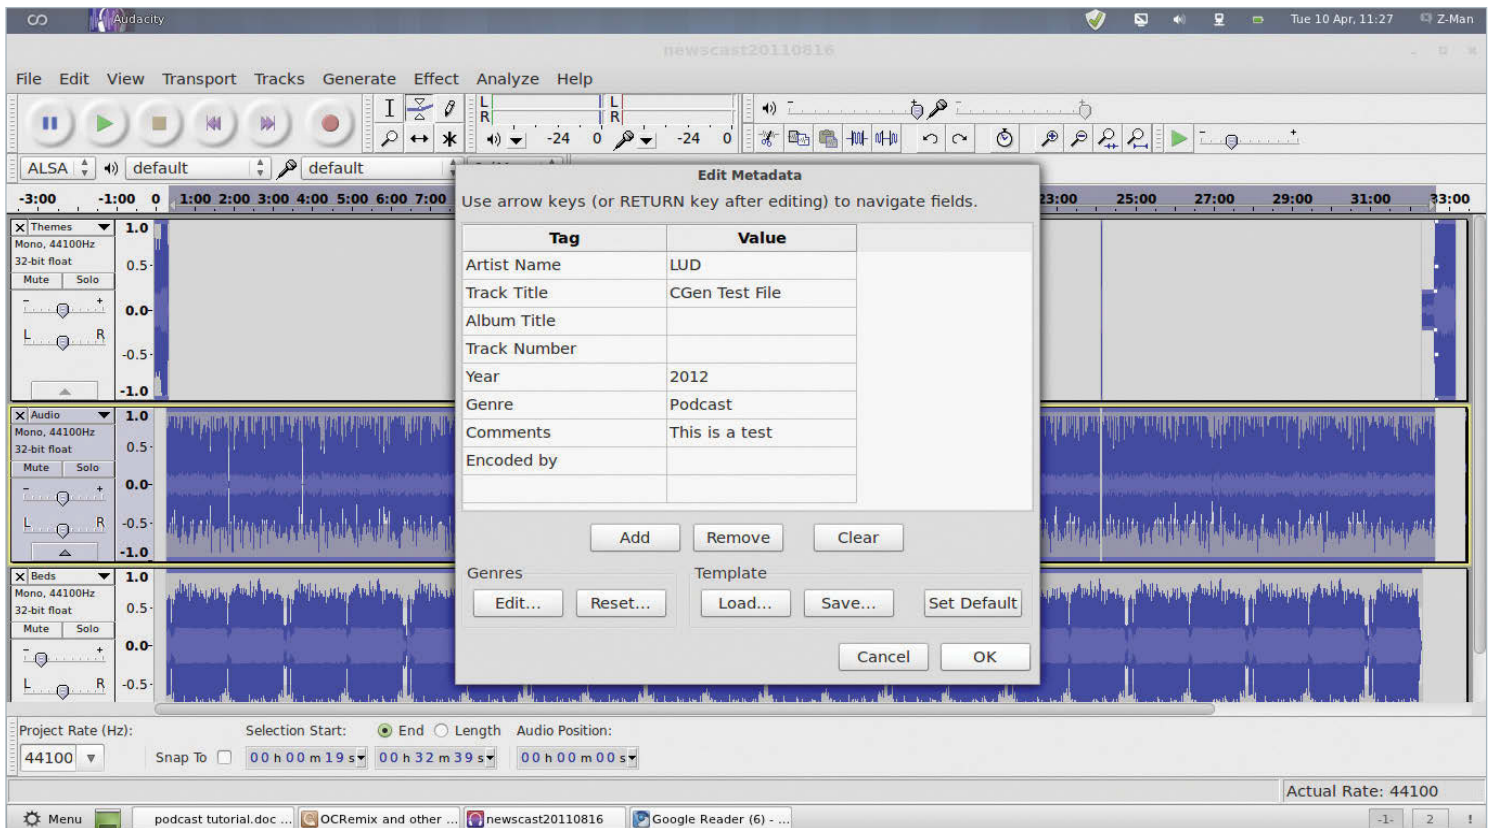 Audacity
Tue 10 Apr, 11:27 Z-Man
newscast20110816
File Edit View Transport Tracks Generate Effect Analyze Help
L L
R R
-24 0 -24 0
ALSA default default
-3:00 -1:00 0 1:00 2:00 3:00 4:00 5:00 6:00 7:00 23:00 25:00 27:00 29:00 31:00 33:00
Themes
Mono, 44100Hz
32-bit float
Mute Solo
- +
L R
1.0
0.5
0.0
-0.5
-1.0
Audio
Mono, 44100Hz
32-bit float
Mute Solo
- +
L R
1.0
0.5
0.0
-0.5
-1.0
Beds
Mono, 44100Hz
32-bit float
Mute Solo
- +
L R
1.0
0.5
0.0
-0.5
Edit Metadata
Use arrow keys (or RETURN key after editing) to navigate fields.
Tag Value
Artist Name LUD
Track Title CGen Test File
Album Title
Track Number
Year 2012
Genre Podcast
Comments This is a test
Encoded by
Add Remove Clear
Genres Template
Edit... Reset... Load... Save... Set Default
Cancel OK
Project Rate (Hz): Selection Start: End Length Audio Position:
44100 Snap To 00 h 00 m 19 s 00 h 32 m 39 s 00 h 00 m 00 s
Actual Rate: 44100
Menu podcast tutorial.doc ... OCRemix and other ... newscast20110816 Google Reader (6) - ... -1- 2 !